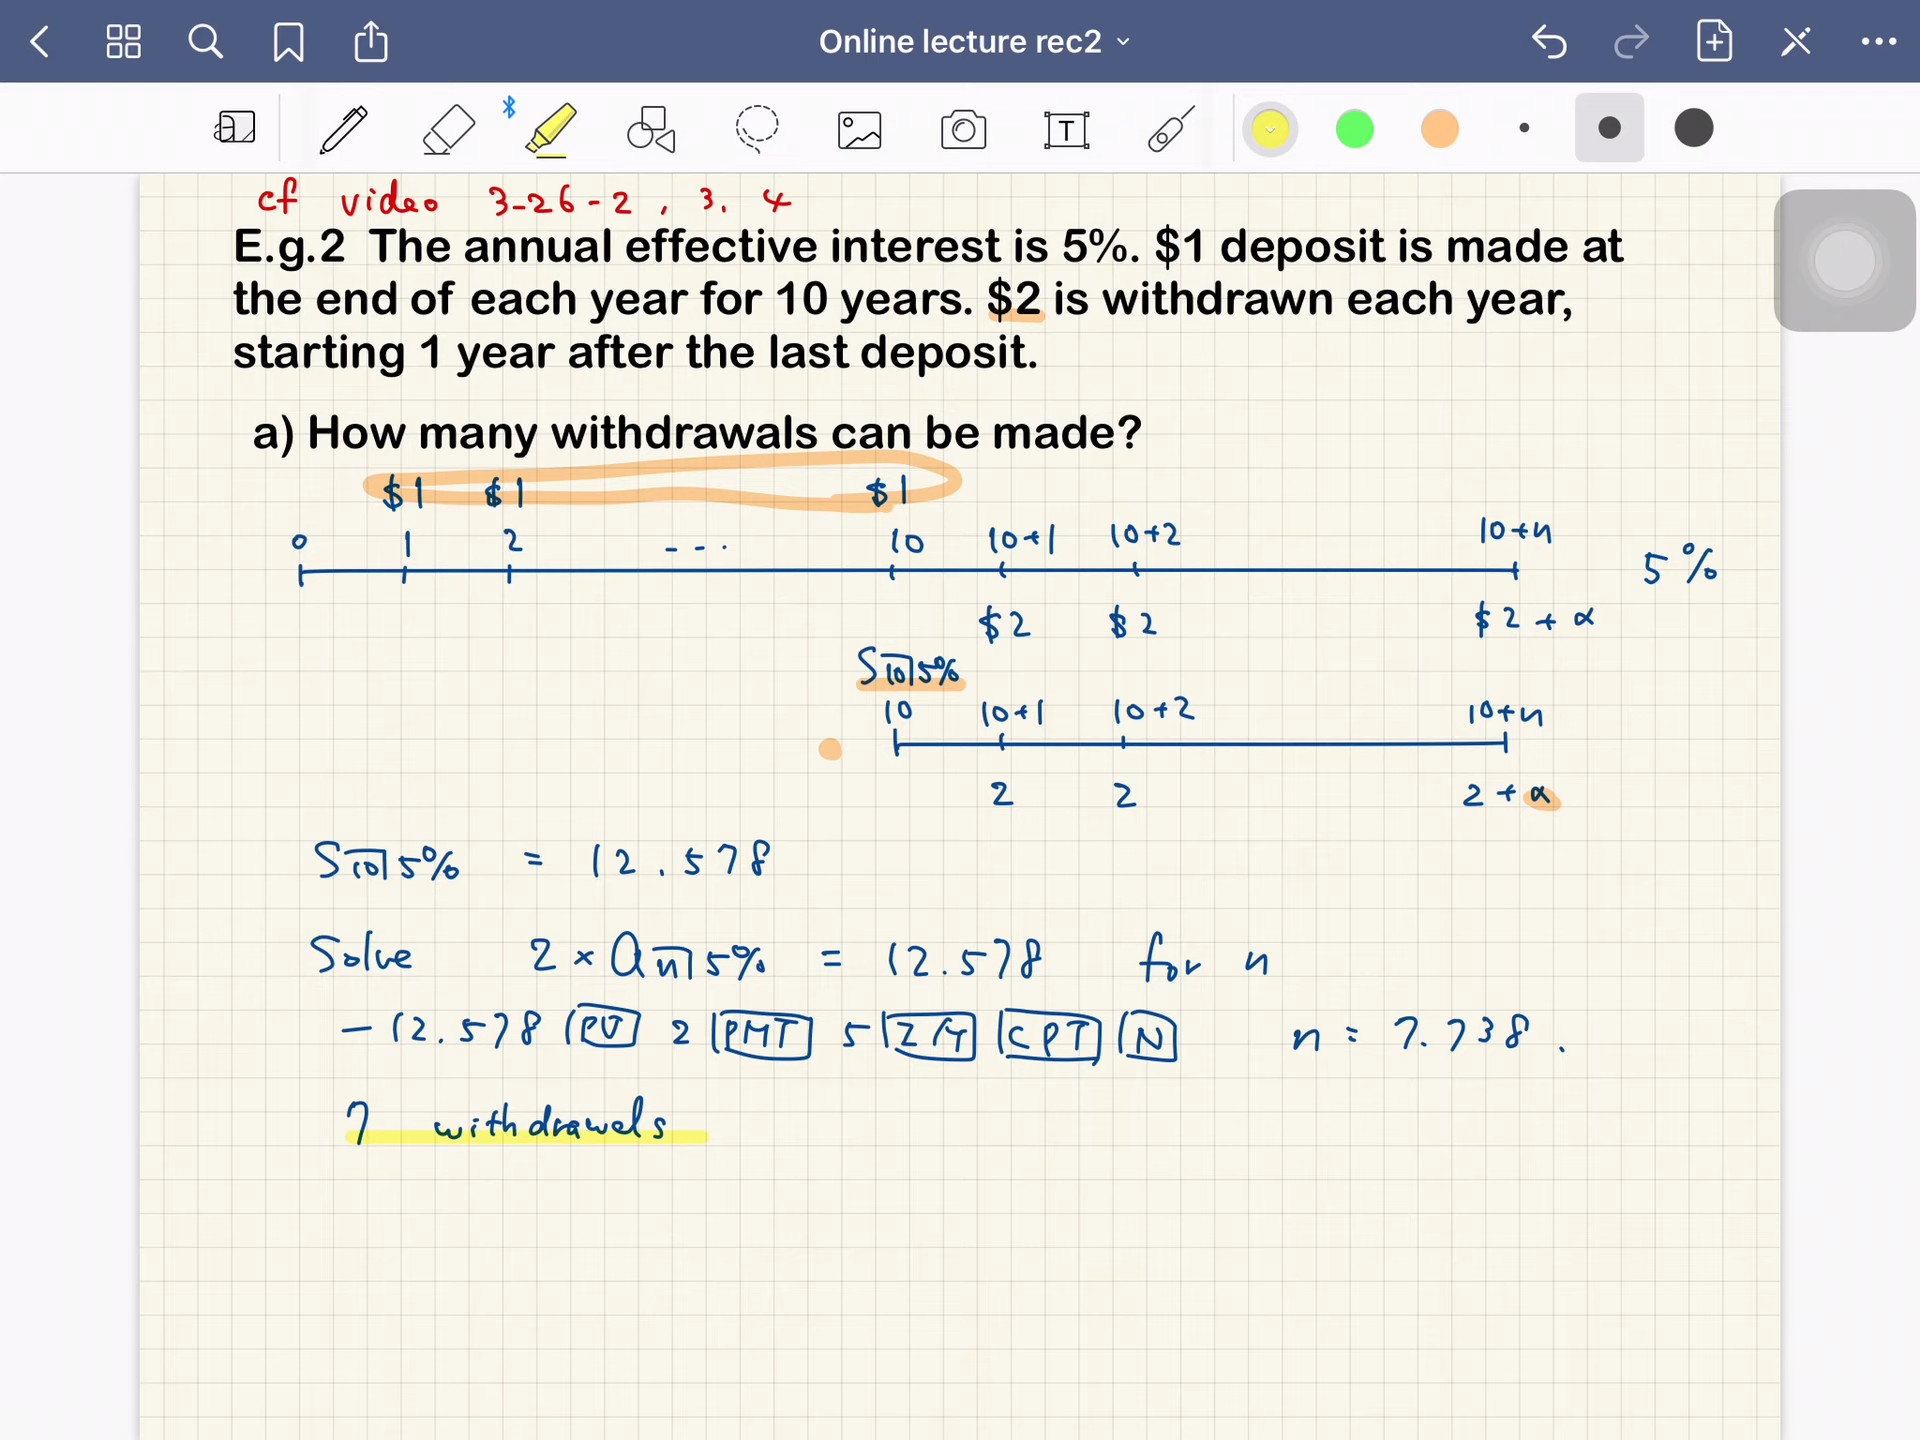 Online lecture rec2
cf video 3-26-2, 3. 4
E.g.2 The annual effective interest is 5%. $1 deposit is made at
the end of each year for 10 years. $2 is withdrawn each year,
starting 1 year after the last deposit.
a) How many withdrawals can be made?
$1 $1 $1
0 1 2 --- 10 10+1 10+2 10+n 5%
$2 $2 $2 + α
S10|5%
10 10+1 10+2 10+n
2 2 2 + α
S10|5% = 12.578
Solve 2 × an|5% = 12.578 for n
-12.578 PV 2 PMT 5 I/Y CPT N n = 7.738.
7 withdrawals